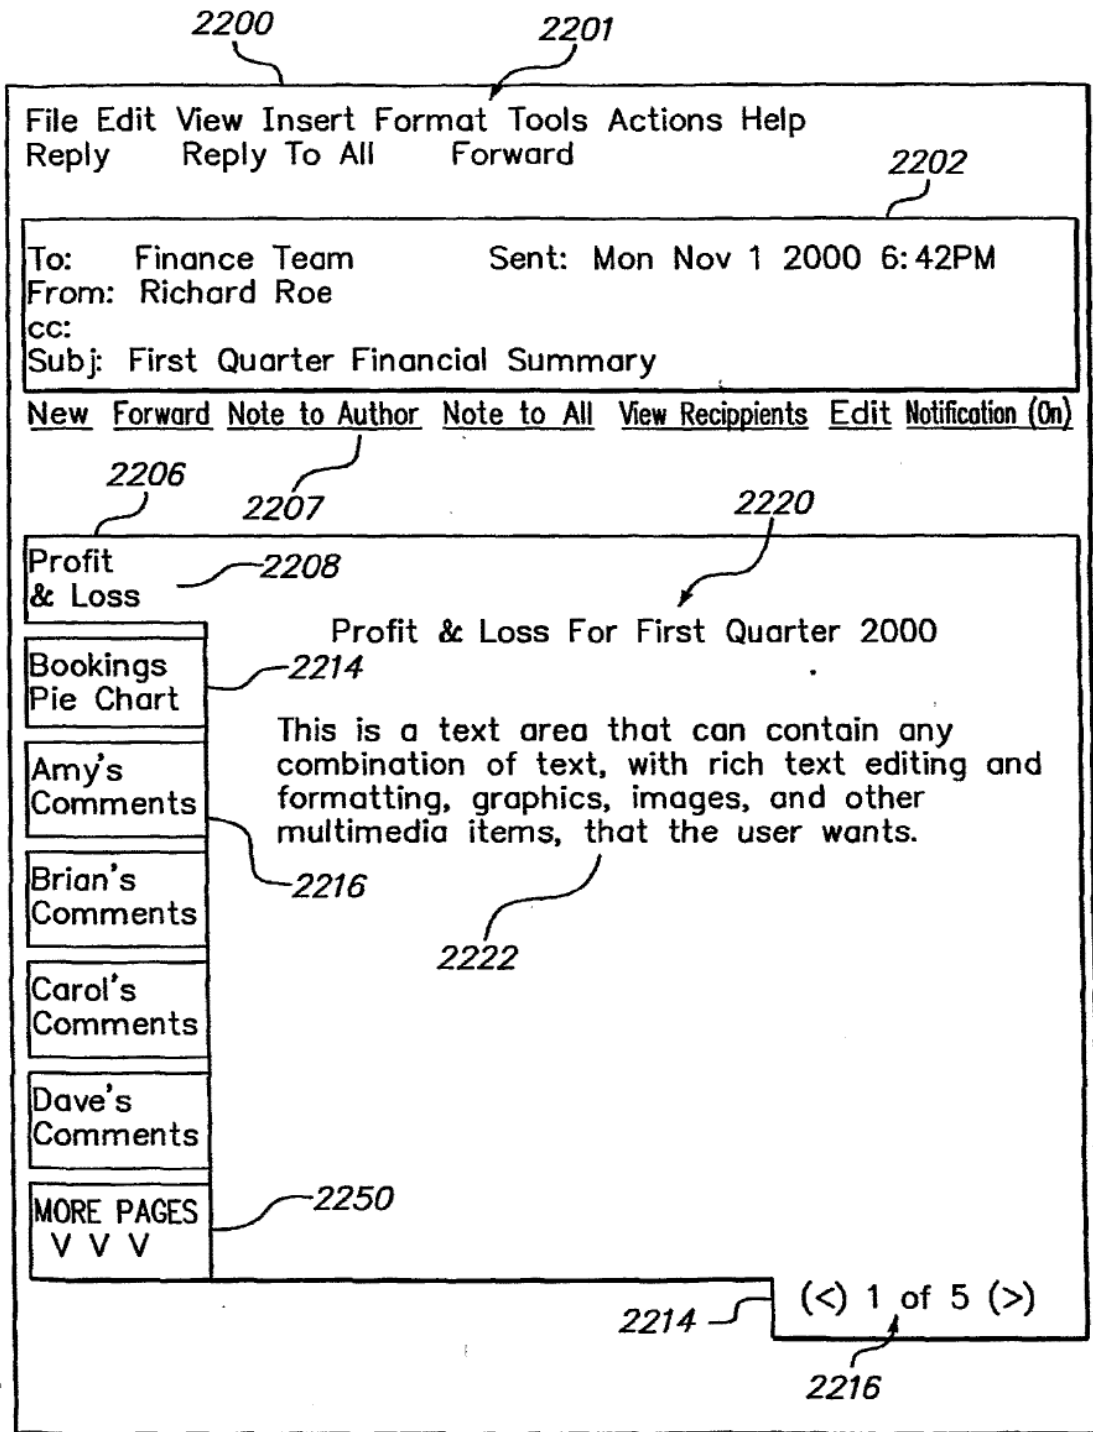 2200
2201
File Edit View Insert Format Tools Actions Help
Reply Reply To All Forward
2202
To: Finance Team Sent: Mon Nov 1 2000 6:42PM
From: Richard Roe
cc:
Subj: First Quarter Financial Summary
New Forward Note to Author Note to All View Recippients Edit Notification (On)
2206
2207
2220
Profit
& Loss
2208
Profit & Loss For First Quarter 2000
Bookings
Pie Chart
2214
This is a text area that can contain any
combination of text, with rich text editing and
formatting, graphics, images, and other
multimedia items, that the user wants.
Amy's
Comments
2216
Brian's
Comments
2222
Carol's
Comments
Dave's
Comments
MORE PAGES
V V V
2250
(<) 1 of 5 (>)
2214
2216